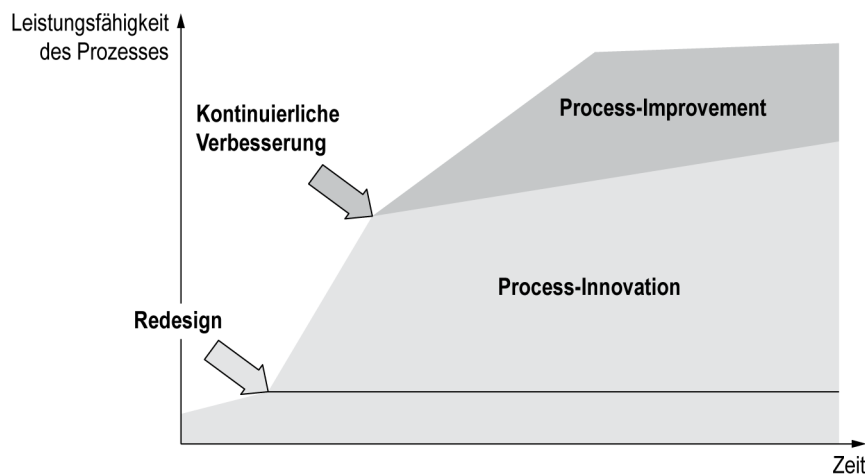 Leistungsfähigkeit
des Prozesses
Kontinuierliche
Verbesserung
Process-Improvement
Process-Innovation
Redesign
Zeit